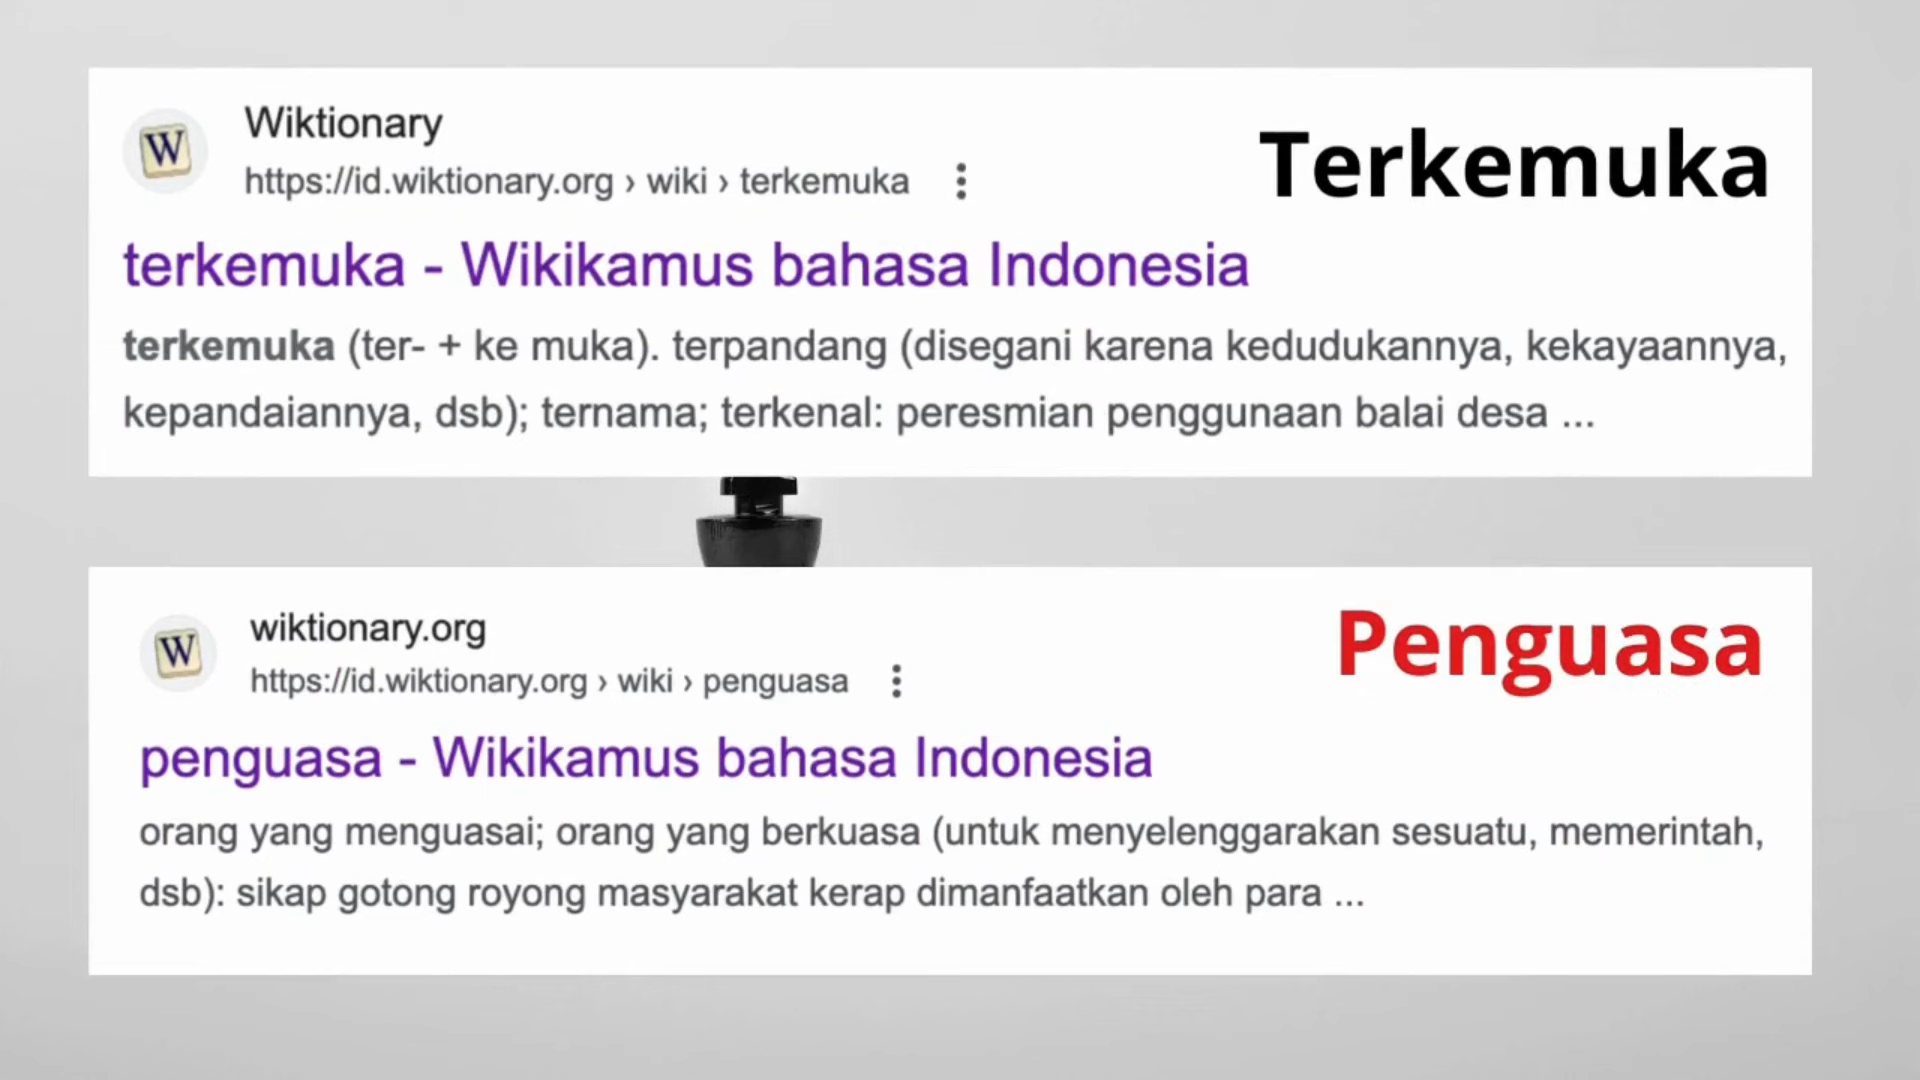 Wiktionary
https://id.wiktionary.org › wiki › terkemuka
Terkemuka
terkemuka - Wikikamus bahasa Indonesia
terkemuka (ter- + ke muka). terpandang (disegani karena kedudukannya, kekayaannya,
kepandaiannya, dsb); ternama; terkenal: peresmian penggunaan balai desa ...
wiktionary.org
https://id.wiktionary.org › wiki › penguasa
Penguasa
penguasa - Wikikamus bahasa Indonesia
orang yang menguasai; orang yang berkuasa (untuk menyelenggarakan sesuatu, memerintah,
dsb): sikap gotong royong masyarakat kerap dimanfaatkan oleh para ...